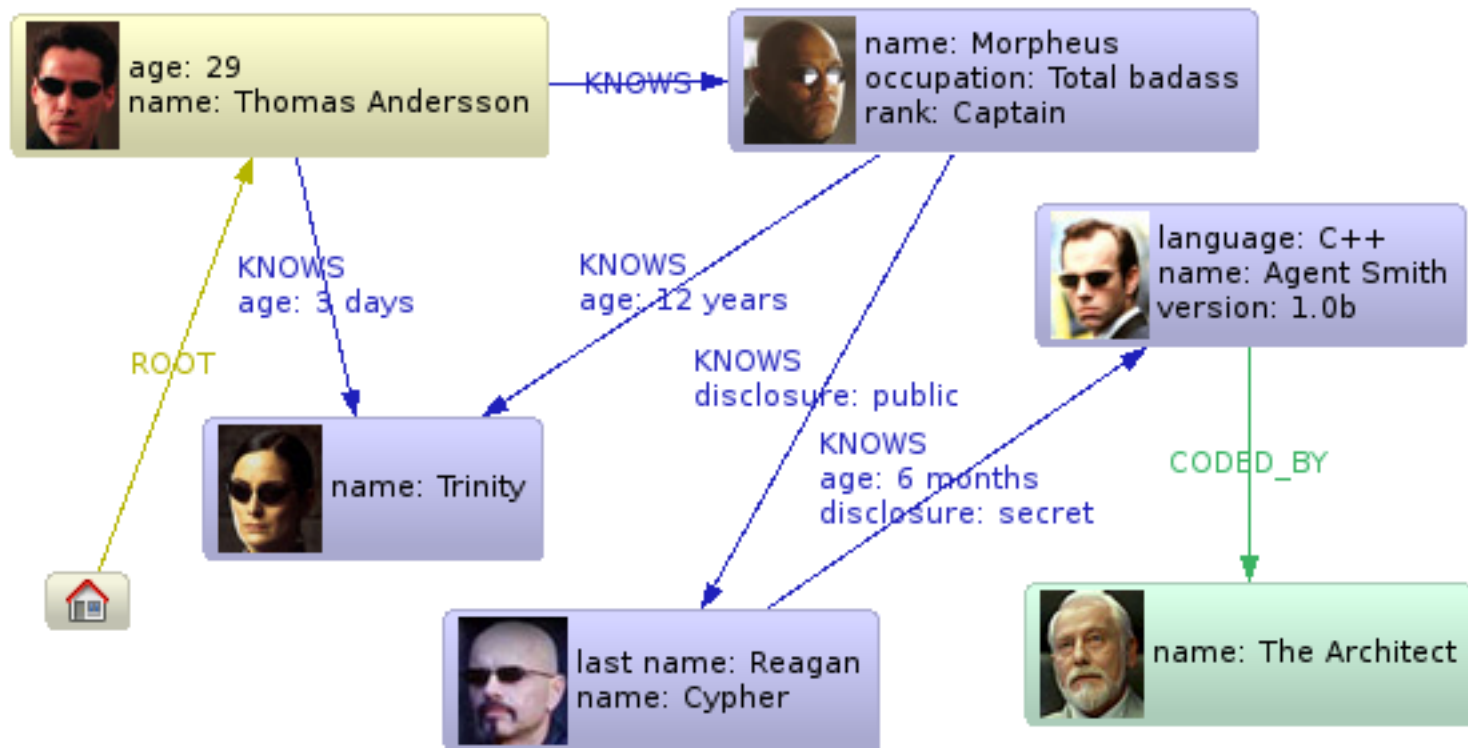 age: 29
name: Thomas Andersson
KNOWS
name: Morpheus
occupation: Total badass
rank: Captain
language: C++
name: Agent Smith
version: 1.0b
KNOWS
age: 3 days
KNOWS
age: 12 years
ROOT
KNOWS
disclosure: public
KNOWS
age: 6 months
disclosure: secret
CODED_BY
name: Trinity
last name: Reagan
name: Cypher
name: The Architect